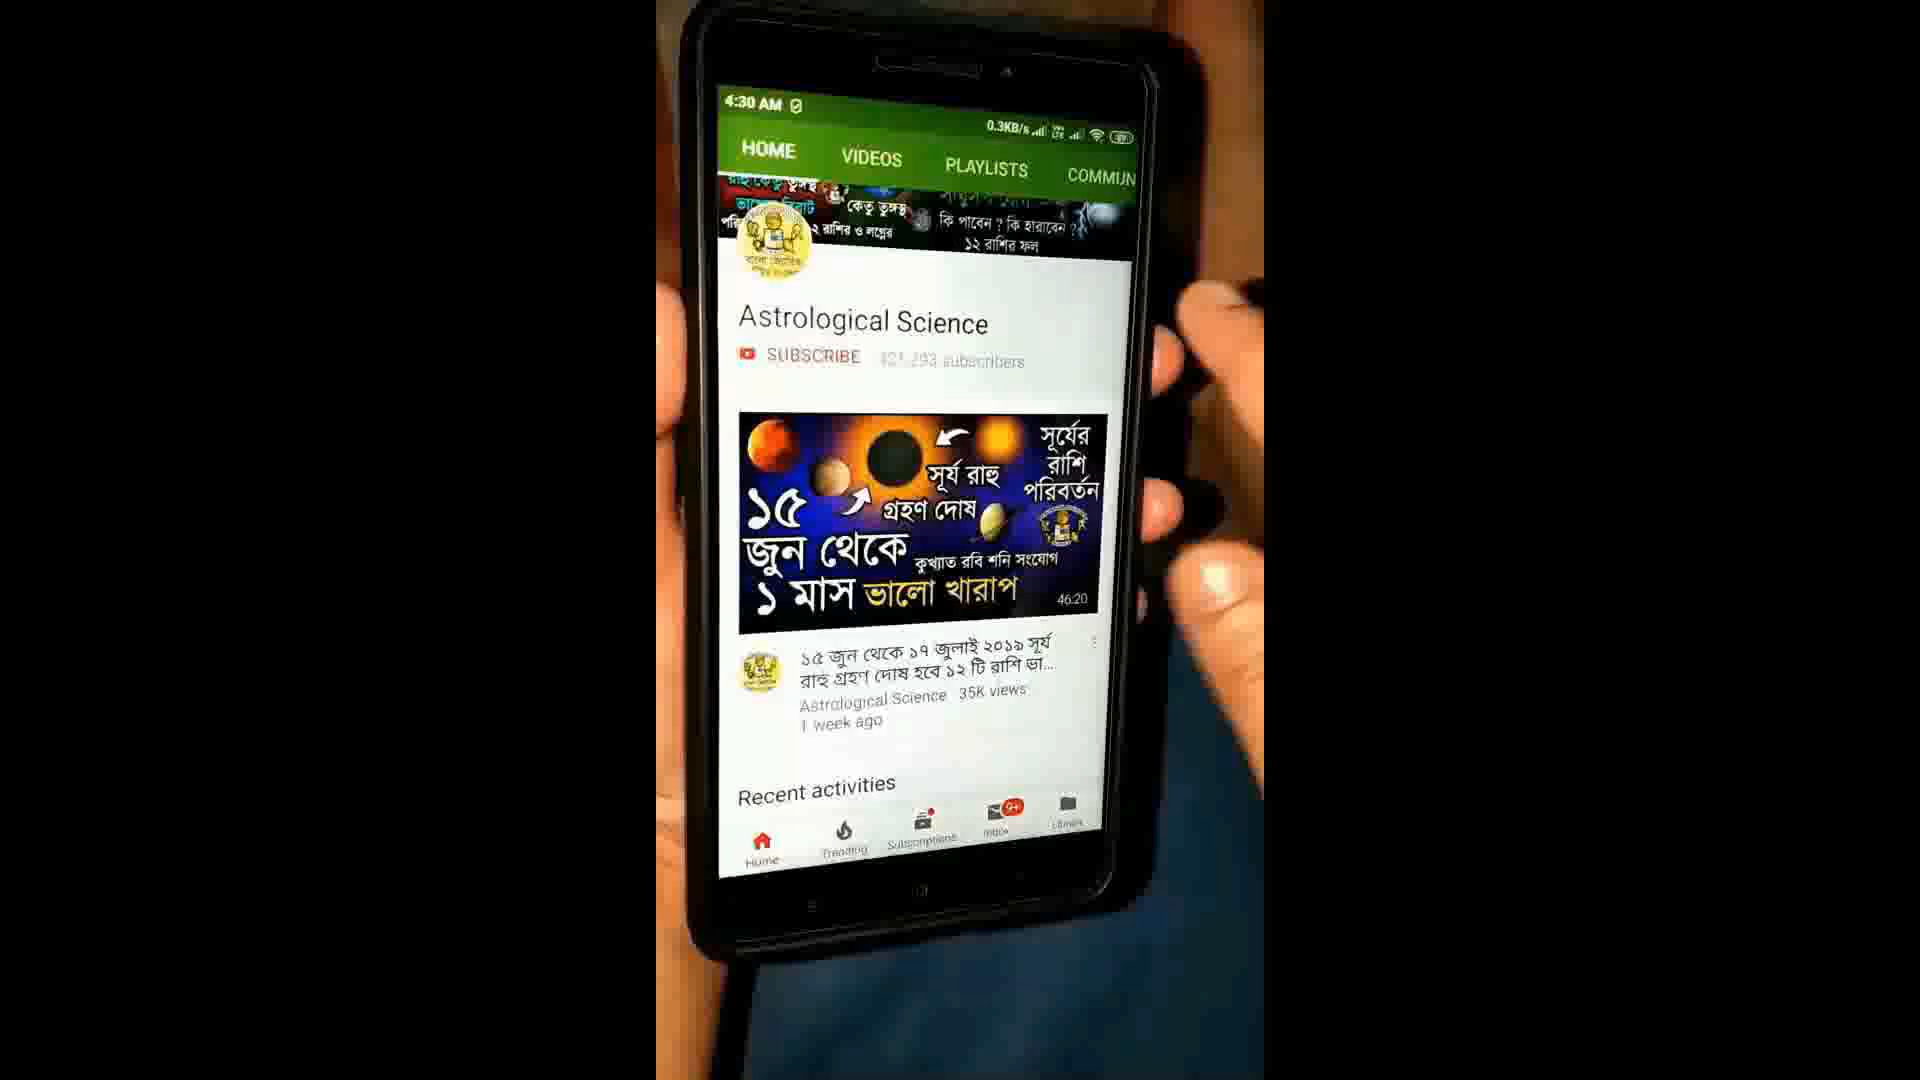 4:30 AM
0.3KB/s
HOME VIDEOS PLAYLISTS COMMUN
কেতু তুঙ্গস্থ
২ রাশির ও লগ্নের
কি পাবেন ? কি হারাবেন ?
১২ রাশির ফল
Astrological Science
SUBSCRIBE subscribers
সূর্যের
রাশি
পরিবর্তন
সূর্য রাহু
গ্রহণ দোষ
১৫
জুন থেকে
কুখ্যাত রবি শনি সংযোগ
১ মাস ভালো খারাপ
46:20
১৫ জুন থেকে ১৭ জুলাই ২০১৯ সূর্য
রাহু গ্রহণ দোষ হবে ১২ টি রাশি ভা...
Astrological Science 35K views
1 week ago
Recent activities
9+
Home Trending Subscriptions Inbox Library